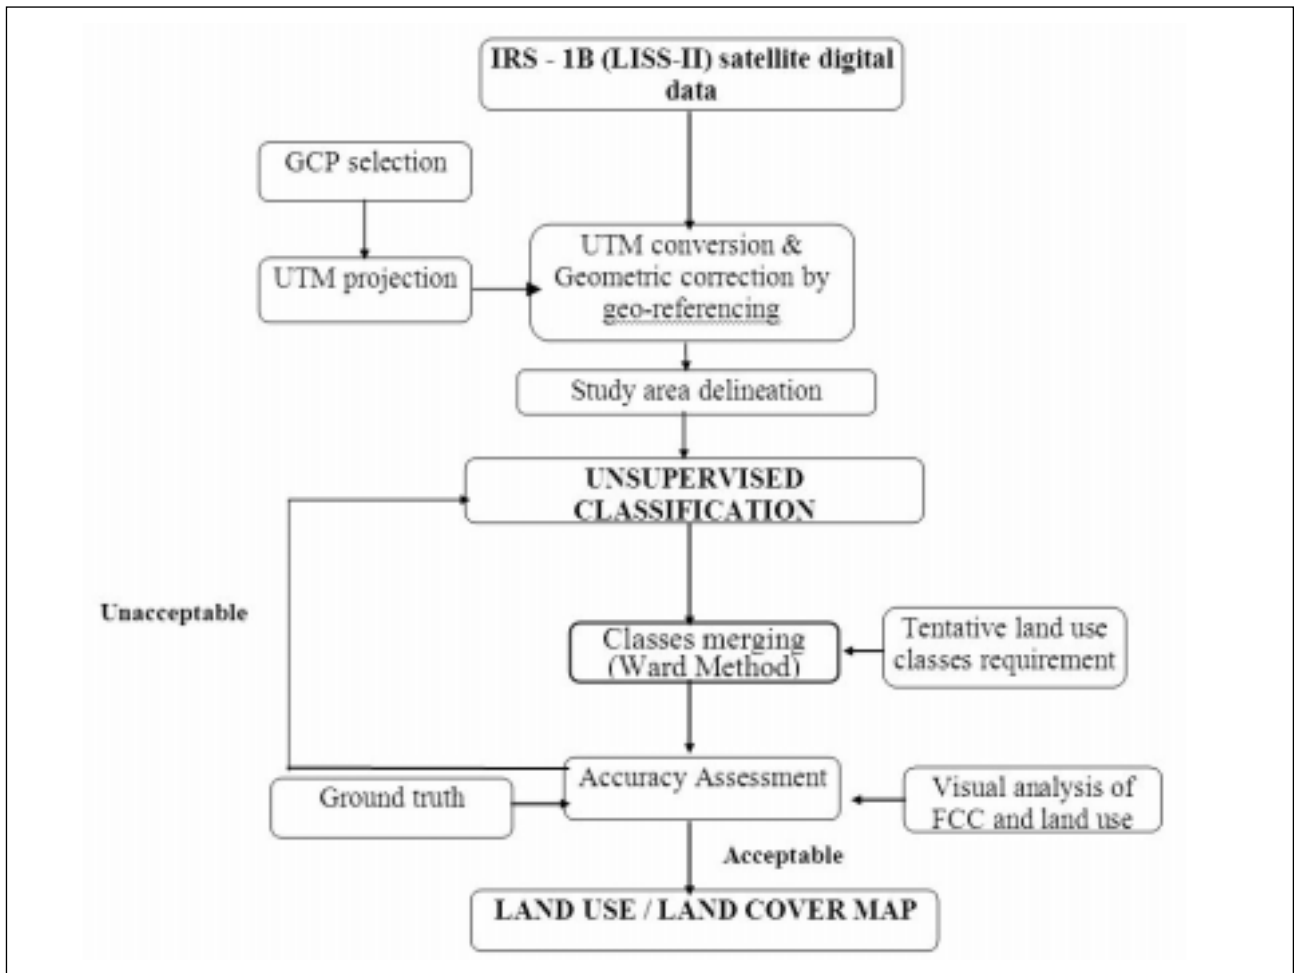 IRS - 1B (LISS-II) satellite digital
data
GCP selection
UTM projection
UTM conversion &
Geometric correction by
geo-referencing
Study area delineation
UNSUPERVISED
CLASSIFICATION
Unacceptable
Classes merging
(Ward Method)
Tentative land use
classes requirement
Accuracy Assessment
Ground truth
Visual analysis of
FCC and land use
Acceptable
LAND USE / LAND COVER MAP